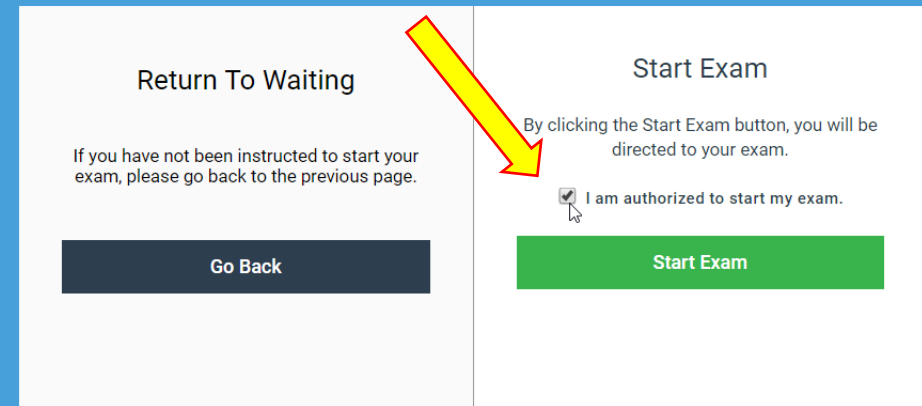 Return To Waiting
If you have not been instructed to start your
exam, please go back to the previous page.
Go Back
Start Exam
By clicking the Start Exam button, you will be
directed to your exam.
I am authorized to start my exam.
Start Exam